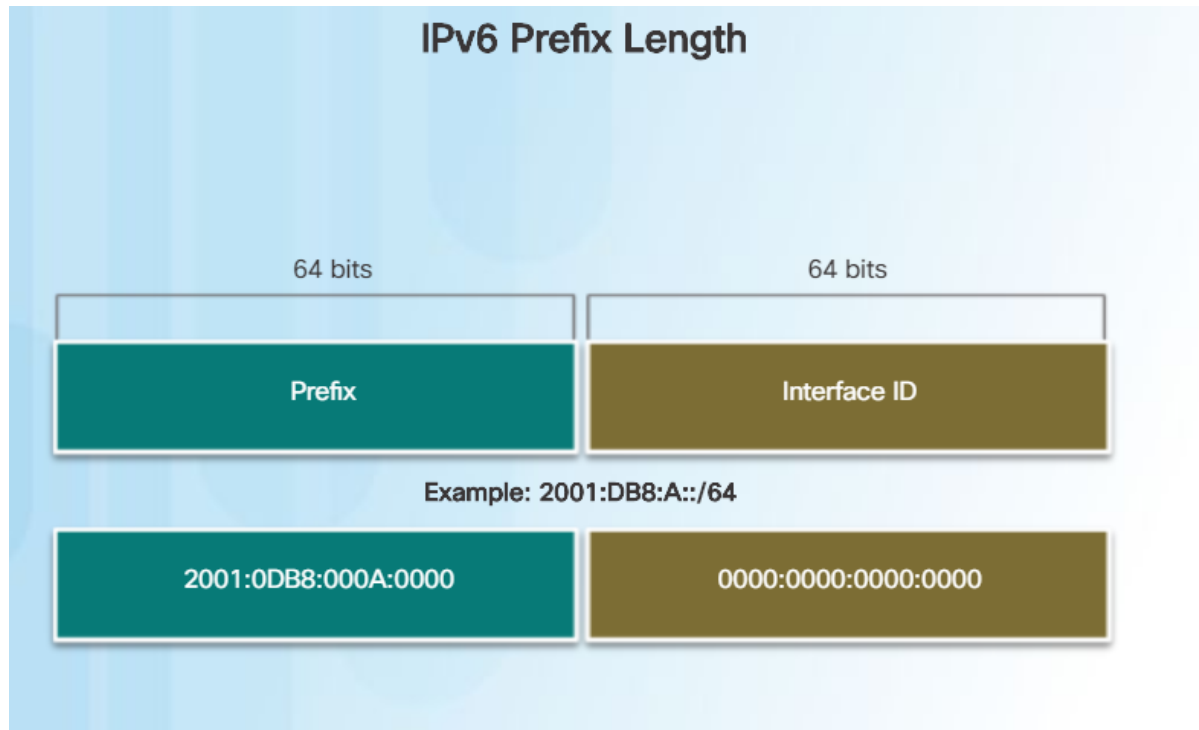 IPv6 Prefix Length
64 bits 64 bits
Prefix Interface ID
Example: 2001:DB8:A::/64
2001:0DB8:000A:0000 0000:0000:0000:0000